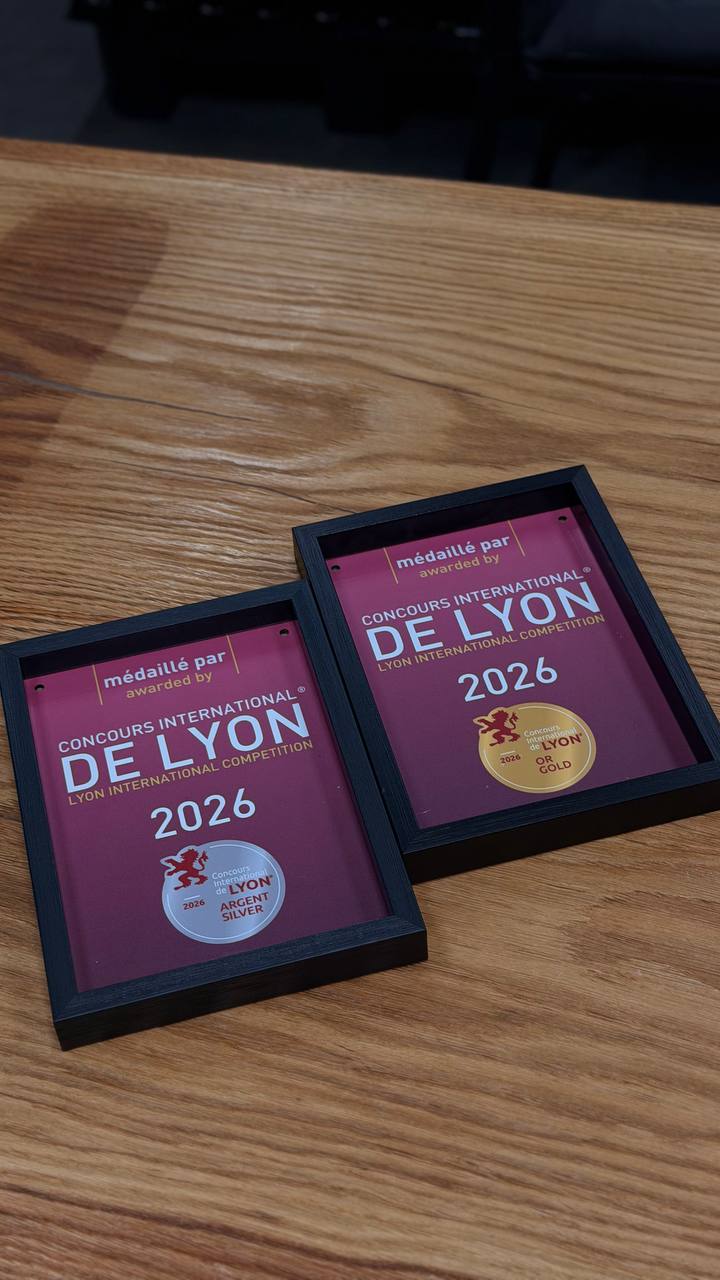 médaillé par
awarded by
CONCOURS INTERNATIONAL®
DE LYON
LYON INTERNATIONAL COMPETITION
2026
Concours
International
de LYON®
2026
ARGENT
SILVER
médaillé par
awarded by
CONCOURS INTERNATIONAL®
DE LYON
LYON INTERNATIONAL COMPETITION
2026
Concours
International
de LYON®
2026
OR
GOLD